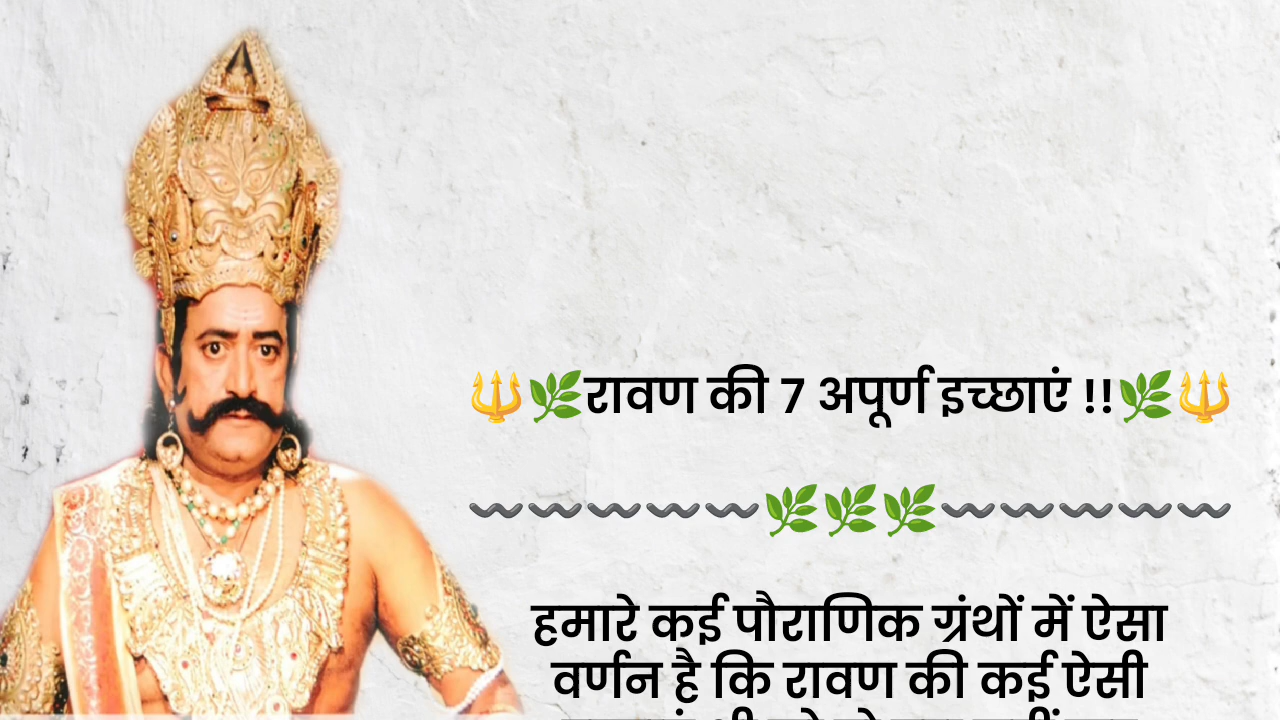 🔱🌿रावण की 7 अपूर्ण इच्छाएं !!🌿🔱
〰〰〰〰〰🌿🌿🌿〰〰〰〰〰
हमारे कई पौराणिक ग्रंथों में ऐसा
वर्णन है कि रावण की कई ऐसी